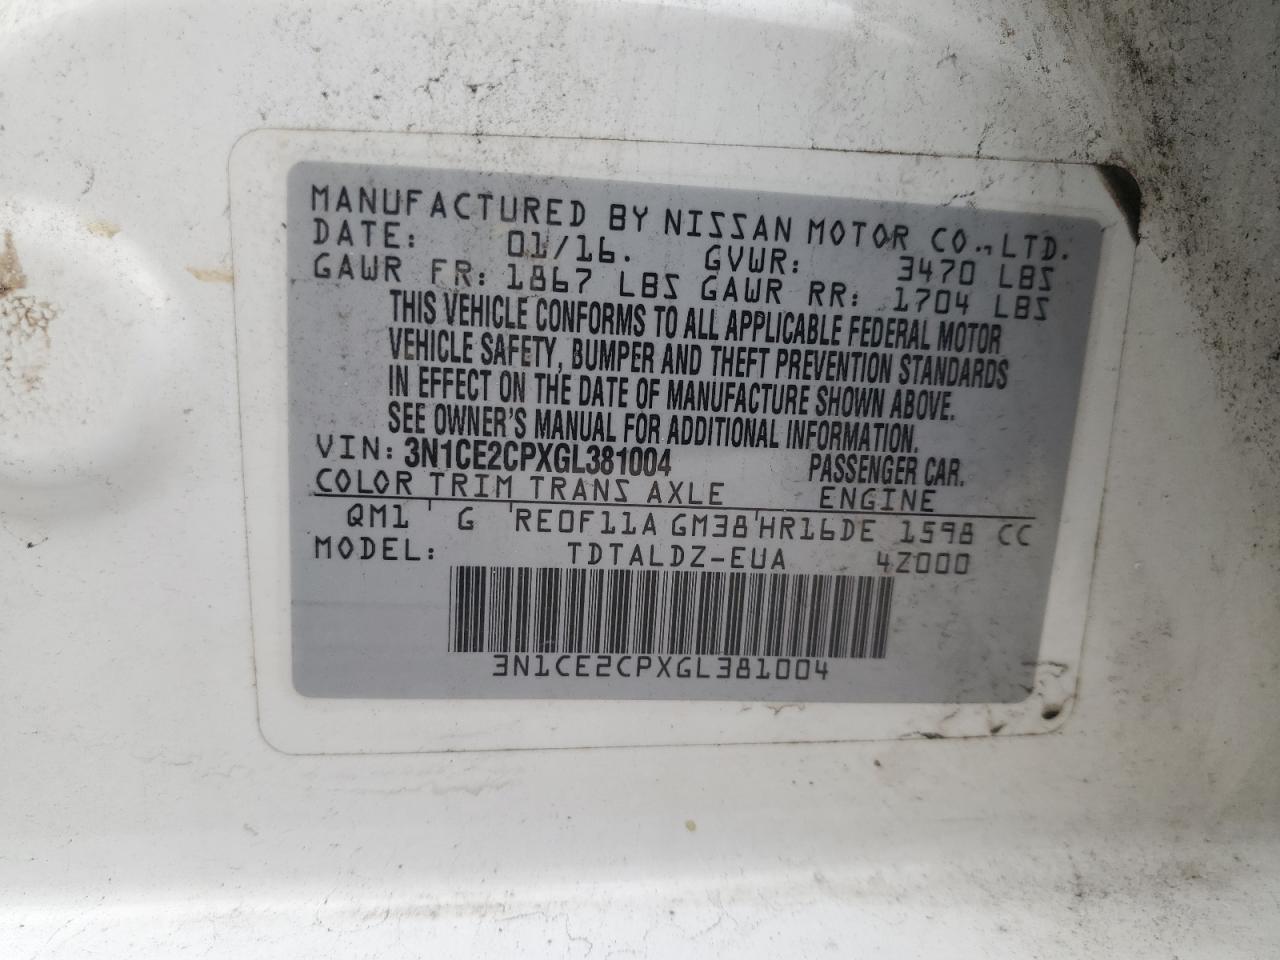 MANUFACTURED BY NISSAN MOTOR CO.,LTD.
DATE: 01/16. GVWR: 3470 LBS
GAWR FR: 1867 LBS GAWR RR: 1704 LBS
THIS VEHICLE CONFORMS TO ALL APPLICABLE FEDERAL MOTOR
VEHICLE SAFETY, BUMPER AND THEFT PREVENTION STANDARDS
IN EFFECT ON THE DATE OF MANUFACTURE SHOWN ABOVE.
SEE OWNER'S MANUAL FOR ADDITIONAL INFORMATION.
VIN: 3N1CE2CPXGL381004 PASSENGER CAR.
COLOR TRIM TRANS AXLE ENGINE
QM1 G RE0F11A GM38 HR16DE 1598 CC
MODEL: TDTALDZ-EUA 4Z000
3N1CE2CPXGL381004